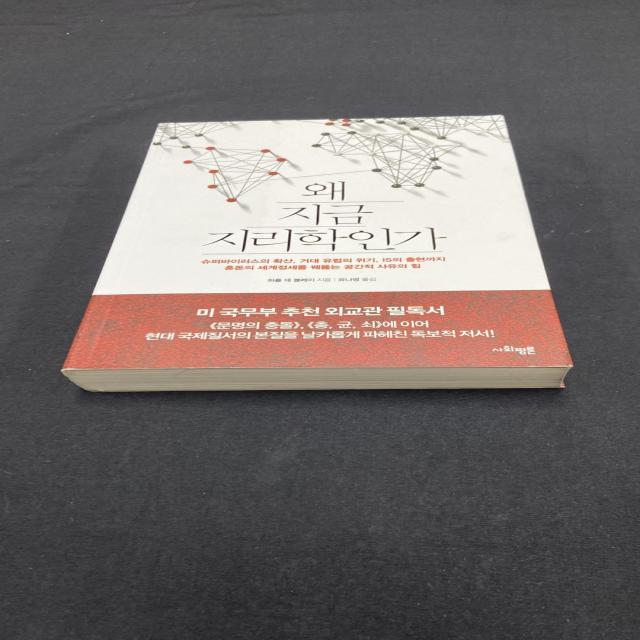 왜
지금
지리학인가
슈퍼바이러스의 확산, 거대 유럽의 위기, IS의 출현까지
혼돈의 세계정세를 꿰뚫는 공간적 사유의 힘
하름 데 블레이 지음 | 유나영 옮김
미 국무부 추천 외교관 필독서
《문명의 충돌》, 《총, 균, 쇠》에 이어
현대 국제질서의 본질을 날카롭게 파헤친 독보적 저서!
사회평론